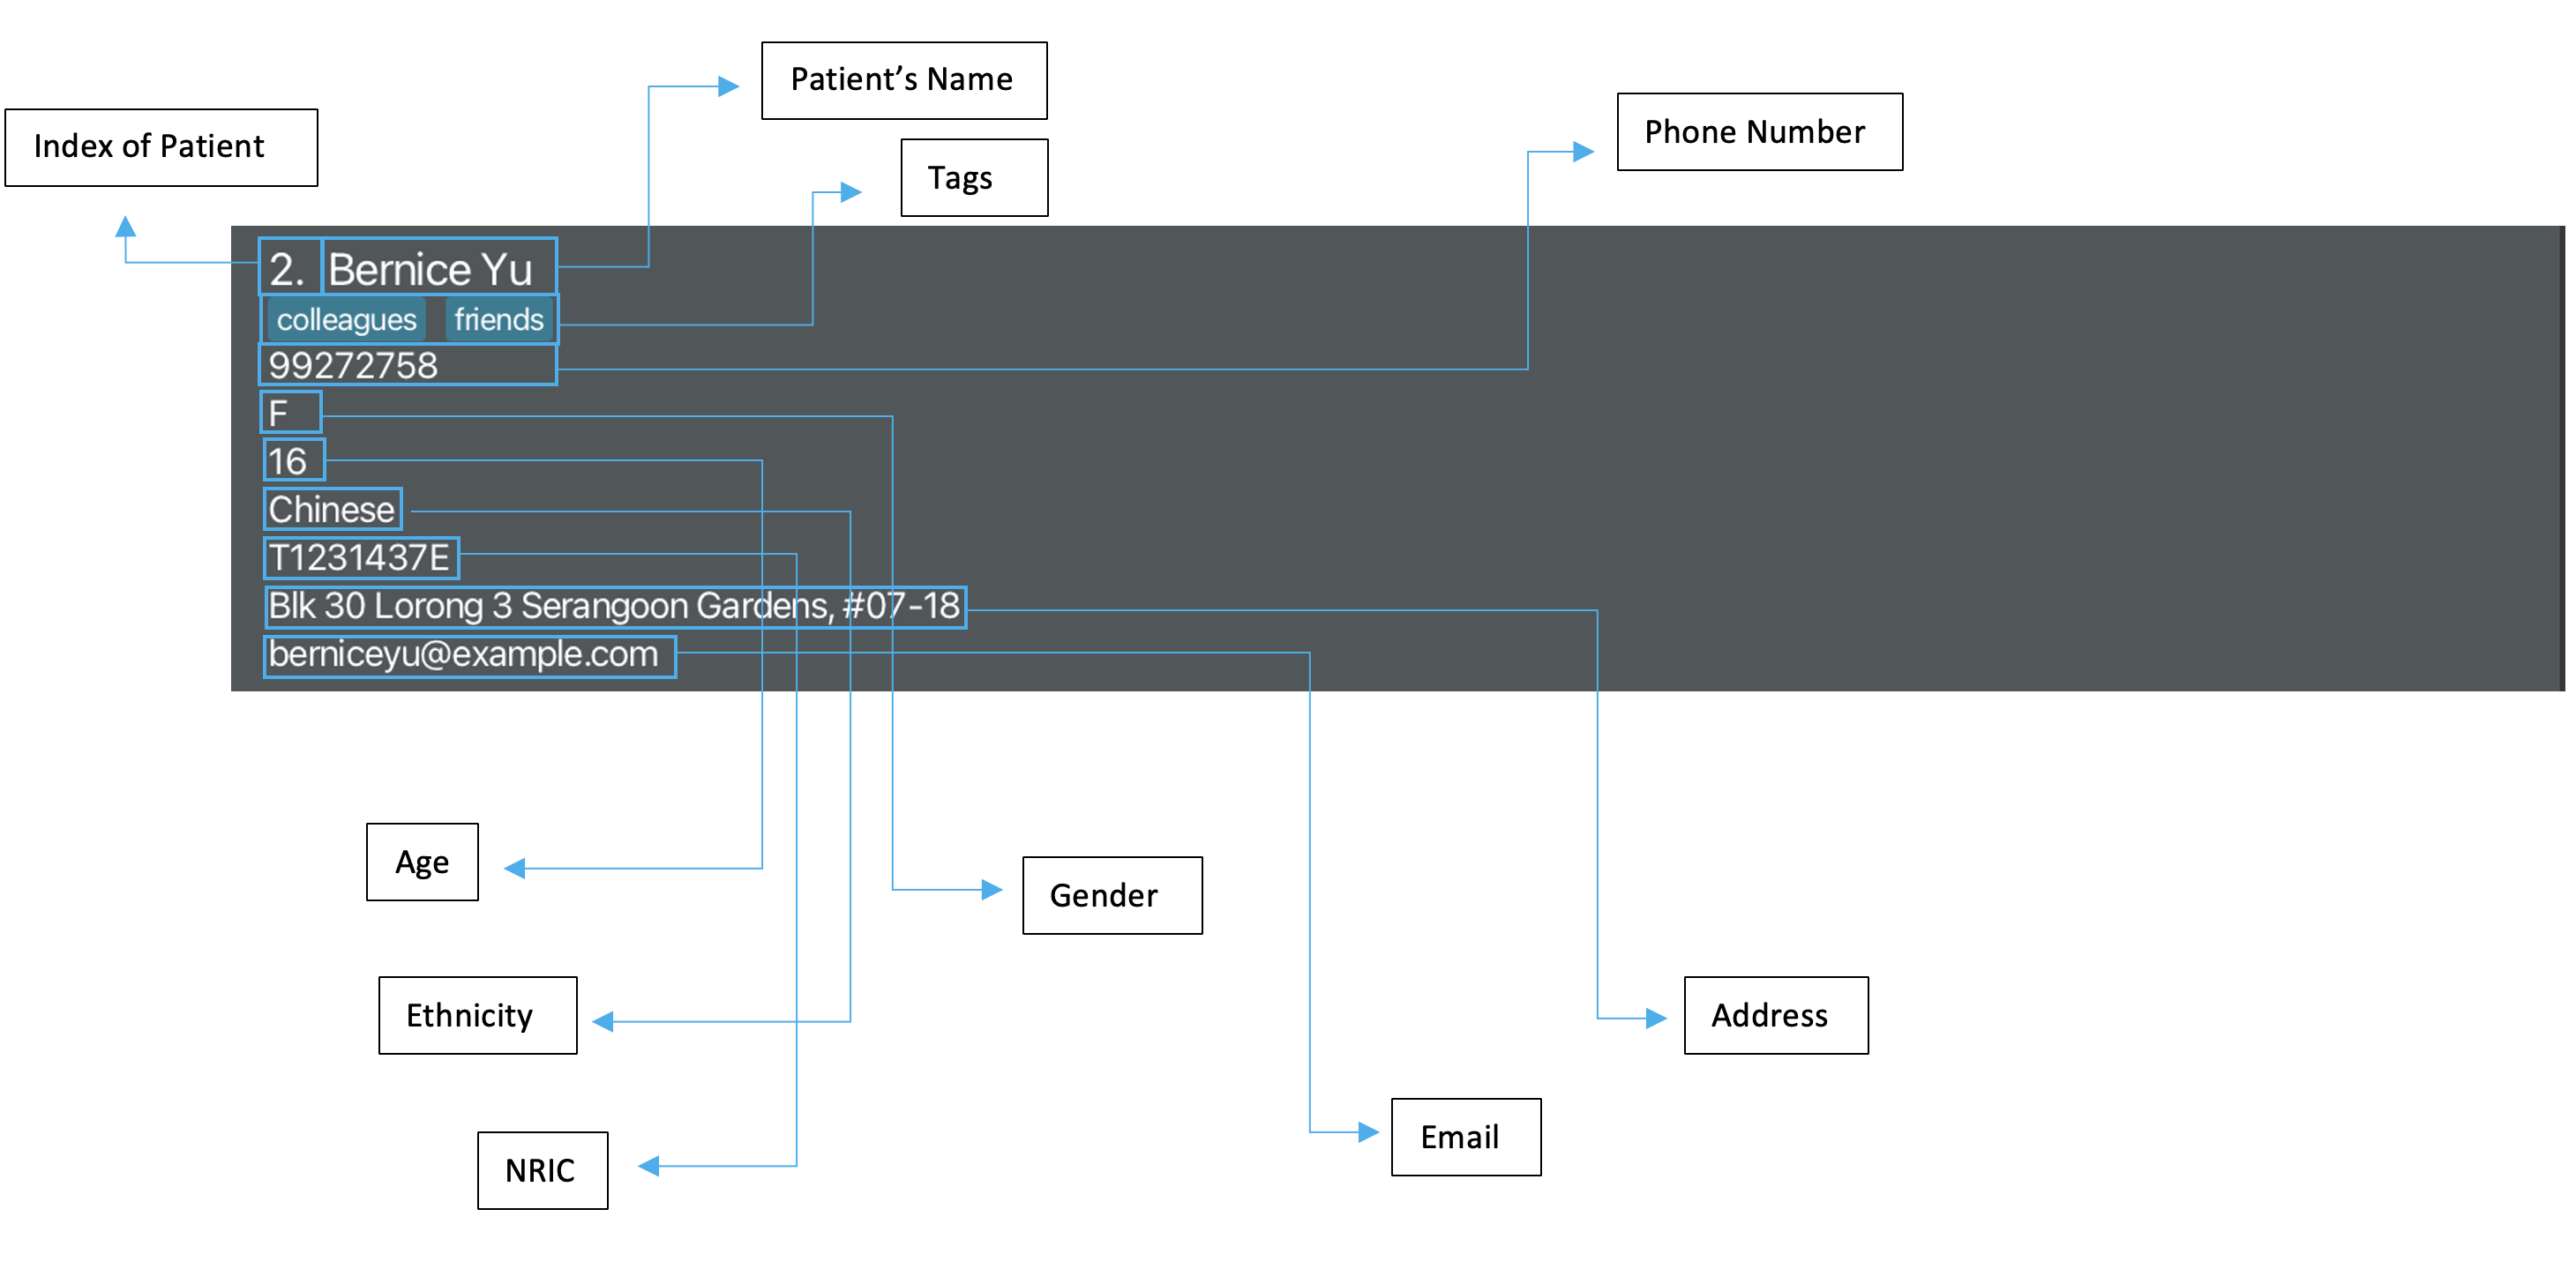 Patient’s Name
Index of Patient
Phone Number
Tags
2. Bernice Yu
colleagues friends
99272758
F
16
Chinese
T1231437E
Blk 30 Lorong 3 Serangoon Gardens, #07-18
berniceyu@example.com
Age
Gender
Ethnicity
Address
Email
NRIC